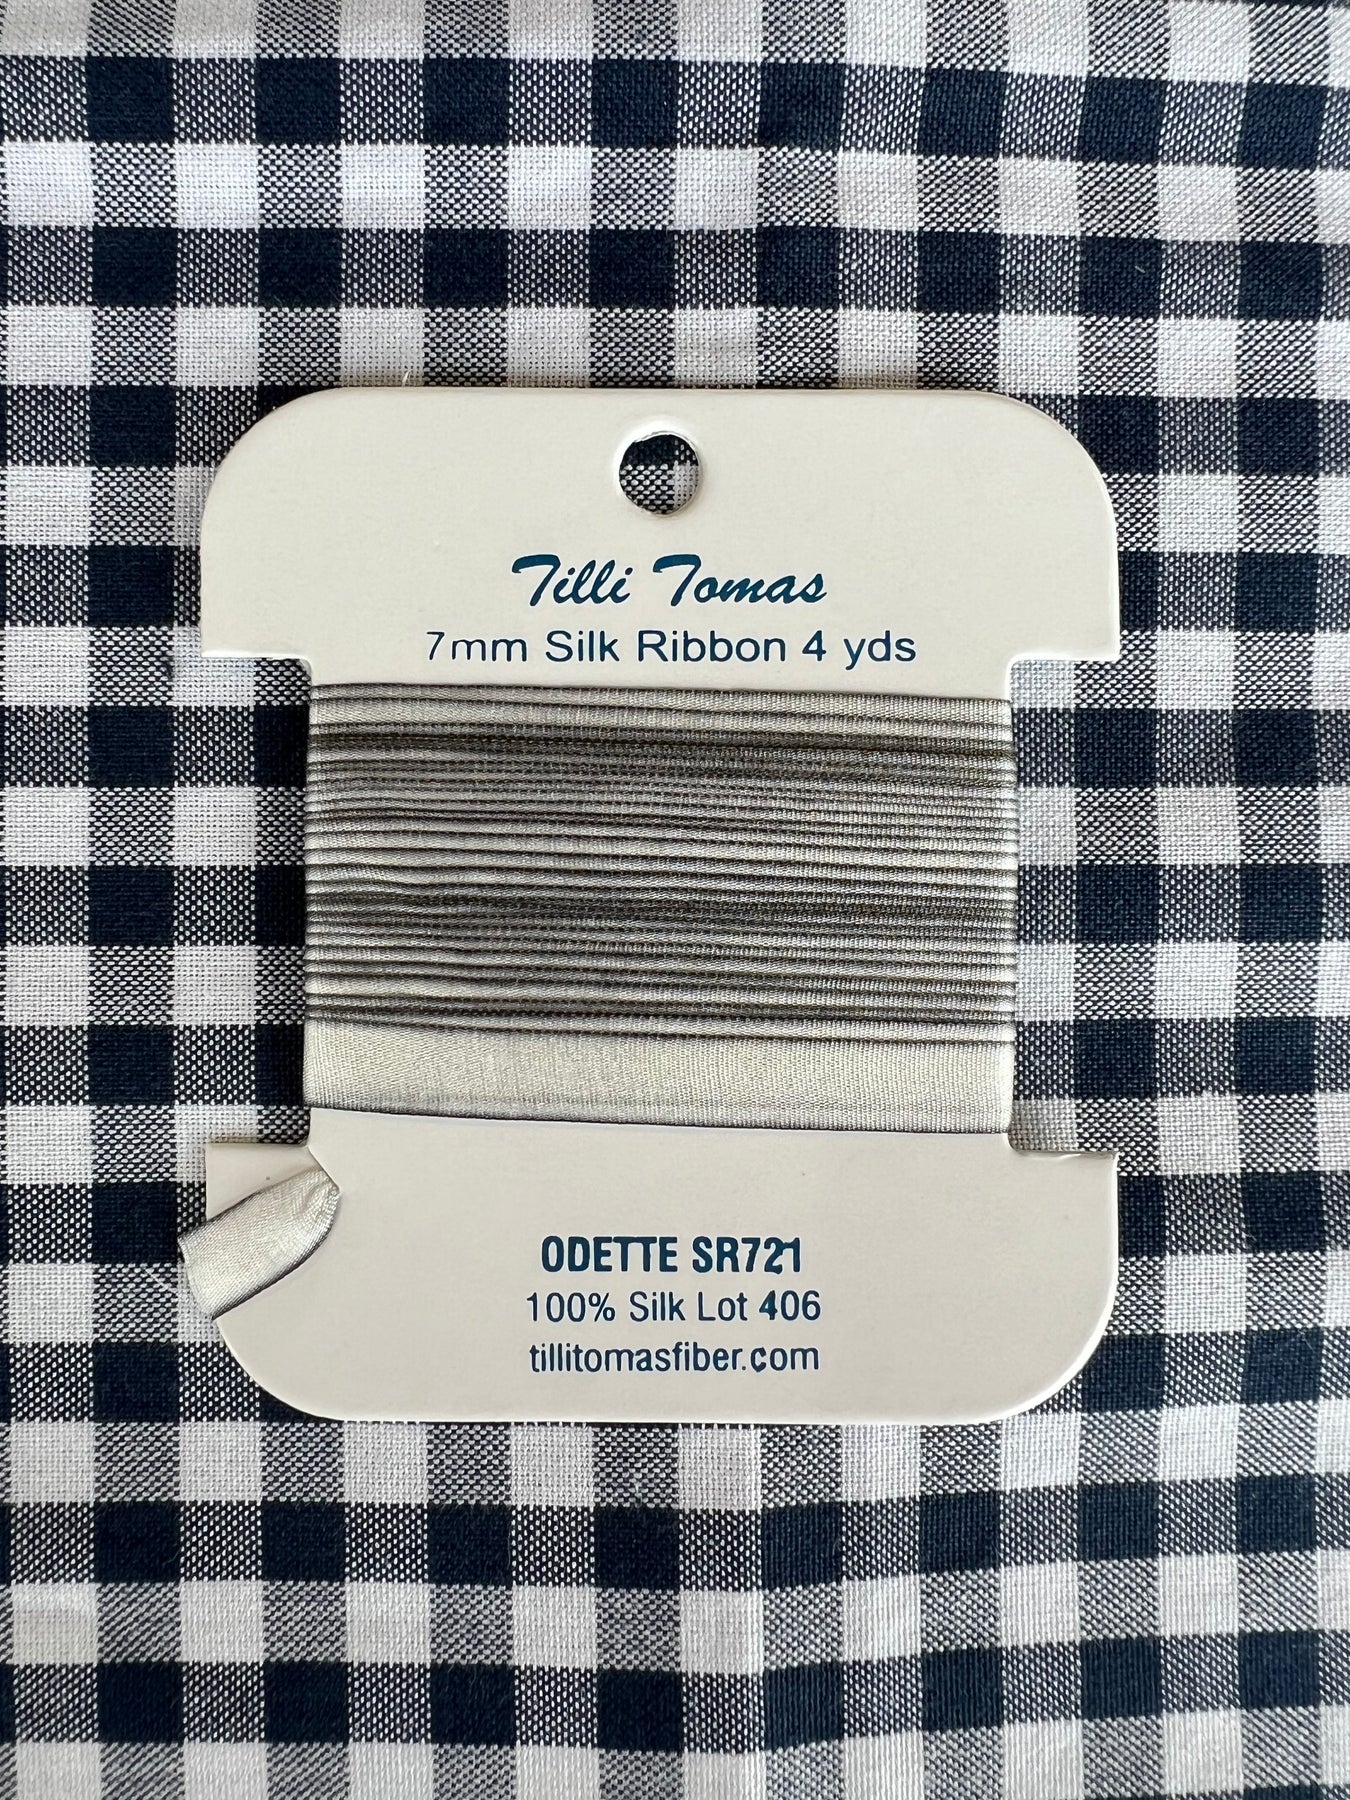 Tilli Tomas
7mm Silk Ribbon 4 yds
ODETTE SR721
100% Silk Lot 406
tillitomasfiber.com